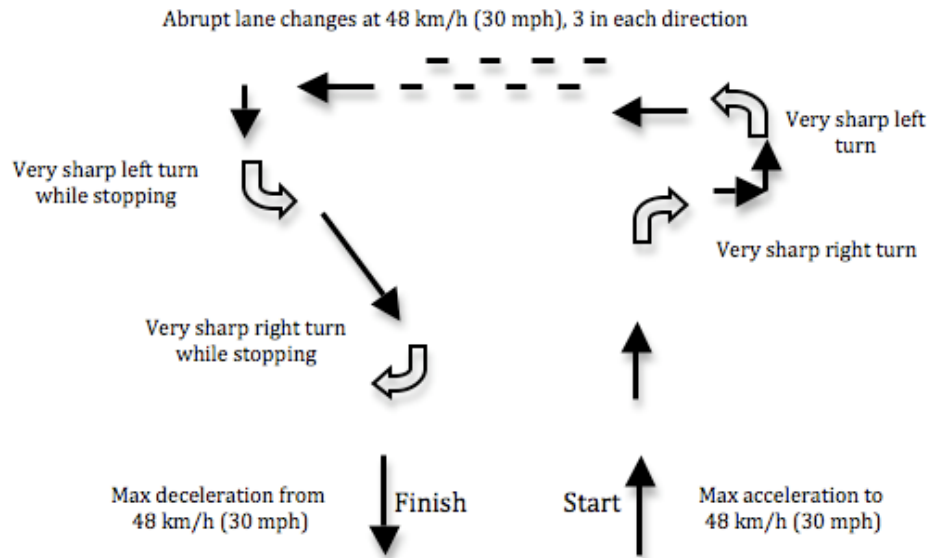 Abrupt lane changes at 48 km/h (30 mph), 3 in each direction
Very sharp left
turn
Very sharp left turn
while stopping
Very sharp right turn
Very sharp right turn
while stopping
Max deceleration from
48 km/h (30 mph)
Finish
Start
Max acceleration to
48 km/h (30 mph)